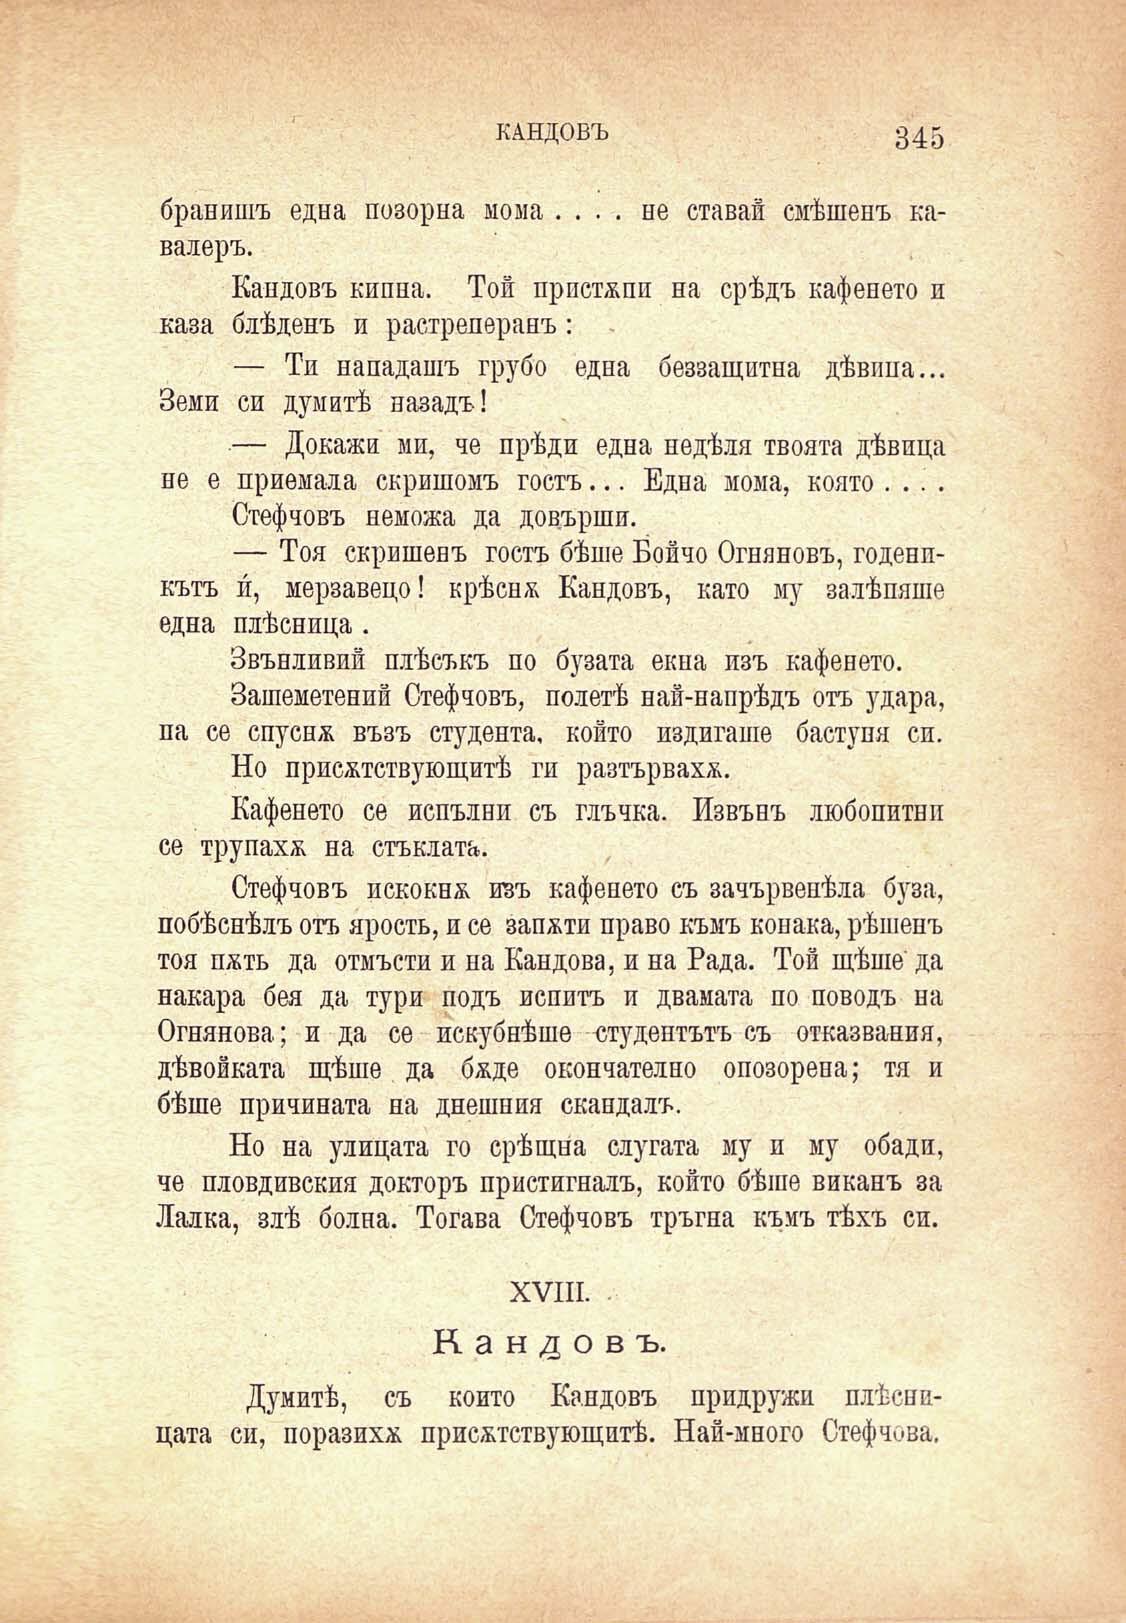 КАНДОВЪ 345
бранишъ една позорна мома . . . . не ставай смѣшенъ ка-
валеръ.
Кандовъ кипна. Той пристѫпи на срѣдъ кафенето и
каза блѣденъ и растреперанъ :
— Ти нападашъ грубо една беззащитна дѣвица...
Земи си думитѣ назадъ!
— Докажи ми, че прѣди една недѣля твоята дѣвица
не е приемала скришомъ гостъ... Една мома, която . . . .
Стефчовъ неможа да довърши.
— Тоя скришенъ гостъ бѣше Бойчо Огняновъ, годени-
кътъ ѝ, мерзавецо! крѣснѫ Кандовъ, като му залѣпяше
една плѣсница .
Звънливий плѣсъкъ по бузата екна изъ кафенето.
Зашеметений Стефчовъ, полетѣ най-напрѣдъ отъ удара,
па се спуснѫ възъ студента, който издигаше бастуня си.
Но присѫтствующитѣ ги разтървахѫ.
Кафенето се испълни съ глъчка. Извънъ любопитни
се трупахѫ на стъклата.
Стефчовъ искокнѫ изъ кафенето съ зачървенѣла буза,
побѣснѣлъ отъ ярость, и се запѫти право къмъ конака, рѣшенъ
тоя пѫть да отмъсти и на Кандова, и на Рада. Той щѣше да
накара бея да тури подъ испитъ и двамата по поводъ на
Огнянова; и да се искубнѣше студентътъ съ отказвания,
дѣвойката щѣше да бѫде окончателно опозорена; тя и
бѣше причината на днешния скандалъ.
Но на улицата го срѣщна слугата му и му обади,
че пловдивския докторъ пристигналъ, който бѣше виканъ за
Лалка, злѣ болна. Тогава Стефчовъ тръгна къмъ тѣхъ си.
XVIII.
Кандовъ.
Думитѣ, съ които Кандовъ придружи плѣсни-
цата си, поразихѫ присѫтствующитѣ. Най-много Стефчова.